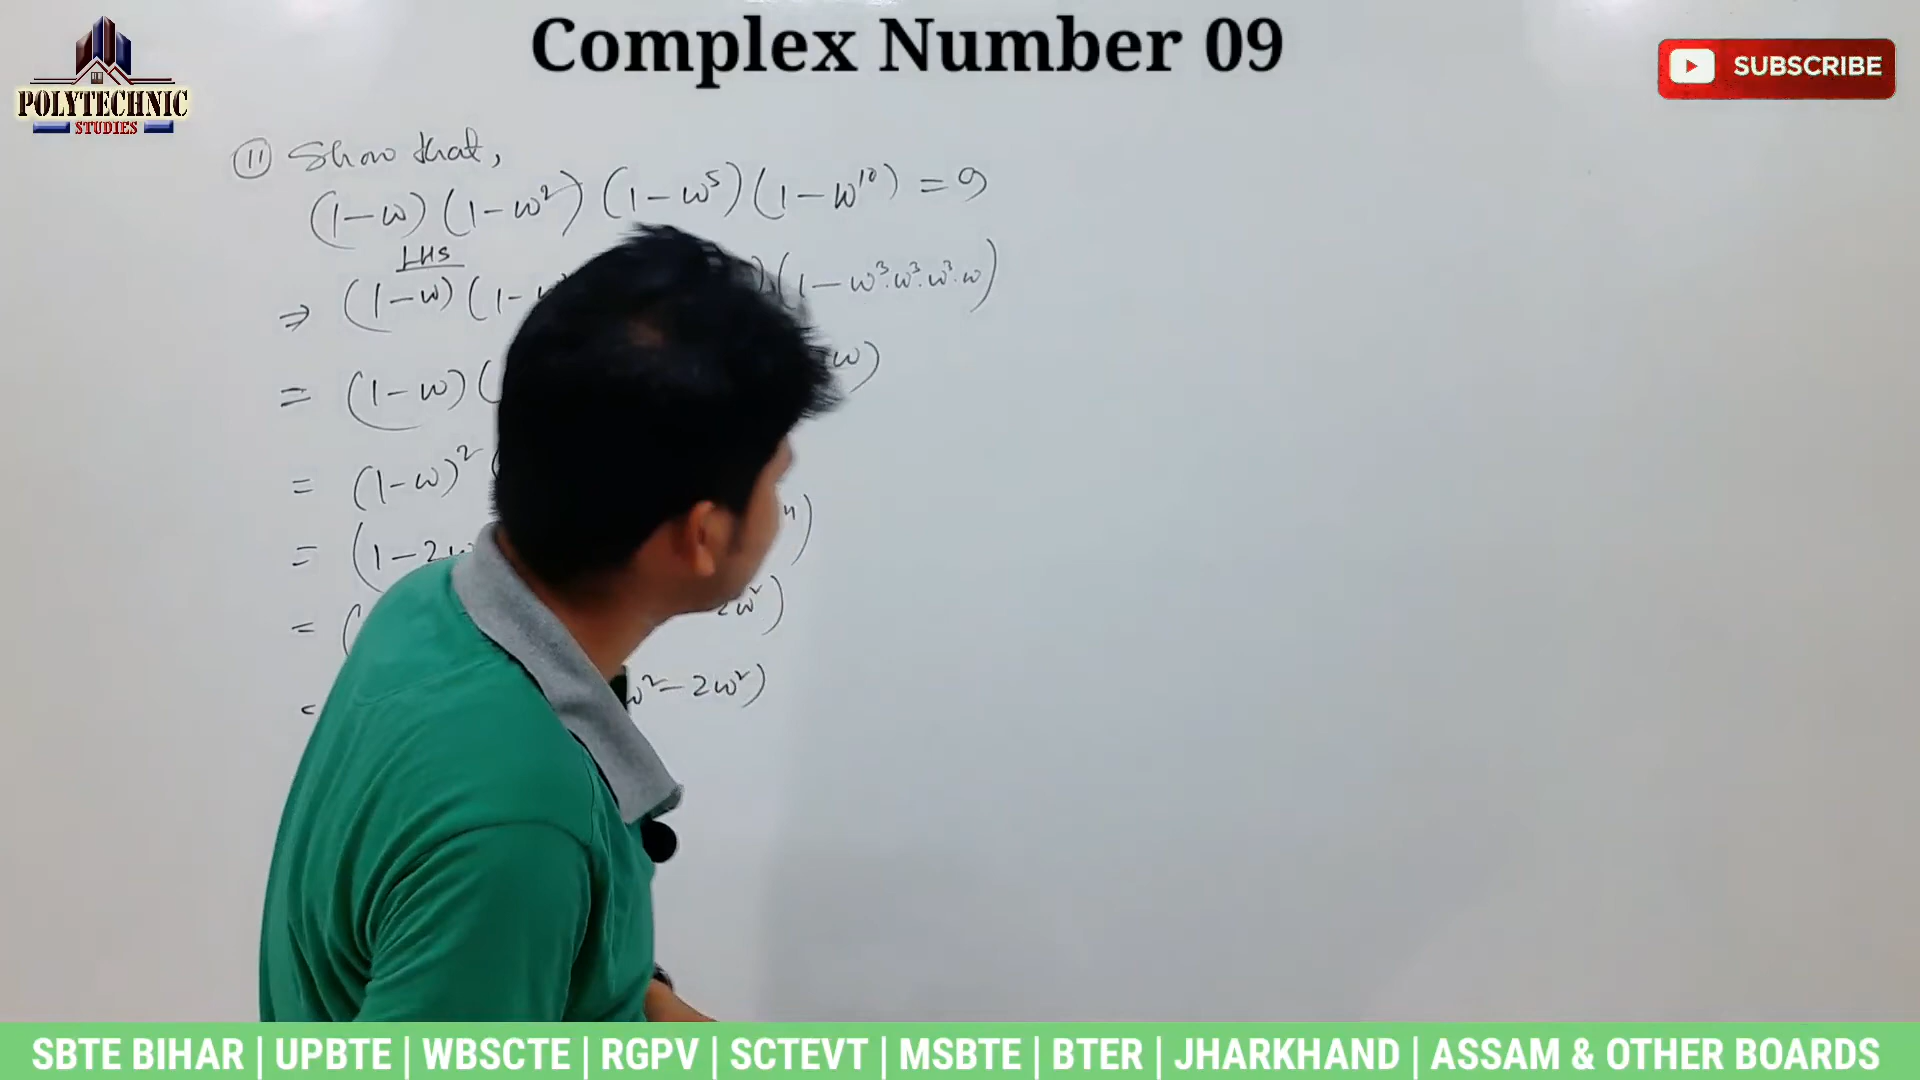 Complex Number 09
POLYTECHNIC
STUDIES
SUBSCRIBE
(11) Show that,
(1-ω)(1-ω²)(1-ω⁵)(1-ω¹⁰) = 9
LHS
⇒ (1-ω)(1- )(1-ω³.ω³.ω³.ω)
= (1-ω)( ω)
= (1-ω)²(
= (1-2ω )
= ( 2ω²)
= ω²-2ω²)
SBTE BIHAR | UPBTE | WBSCTE | RGPV | SCTEVT | MSBTE | BTER | JHARKHAND | ASSAM & OTHER BOARDS